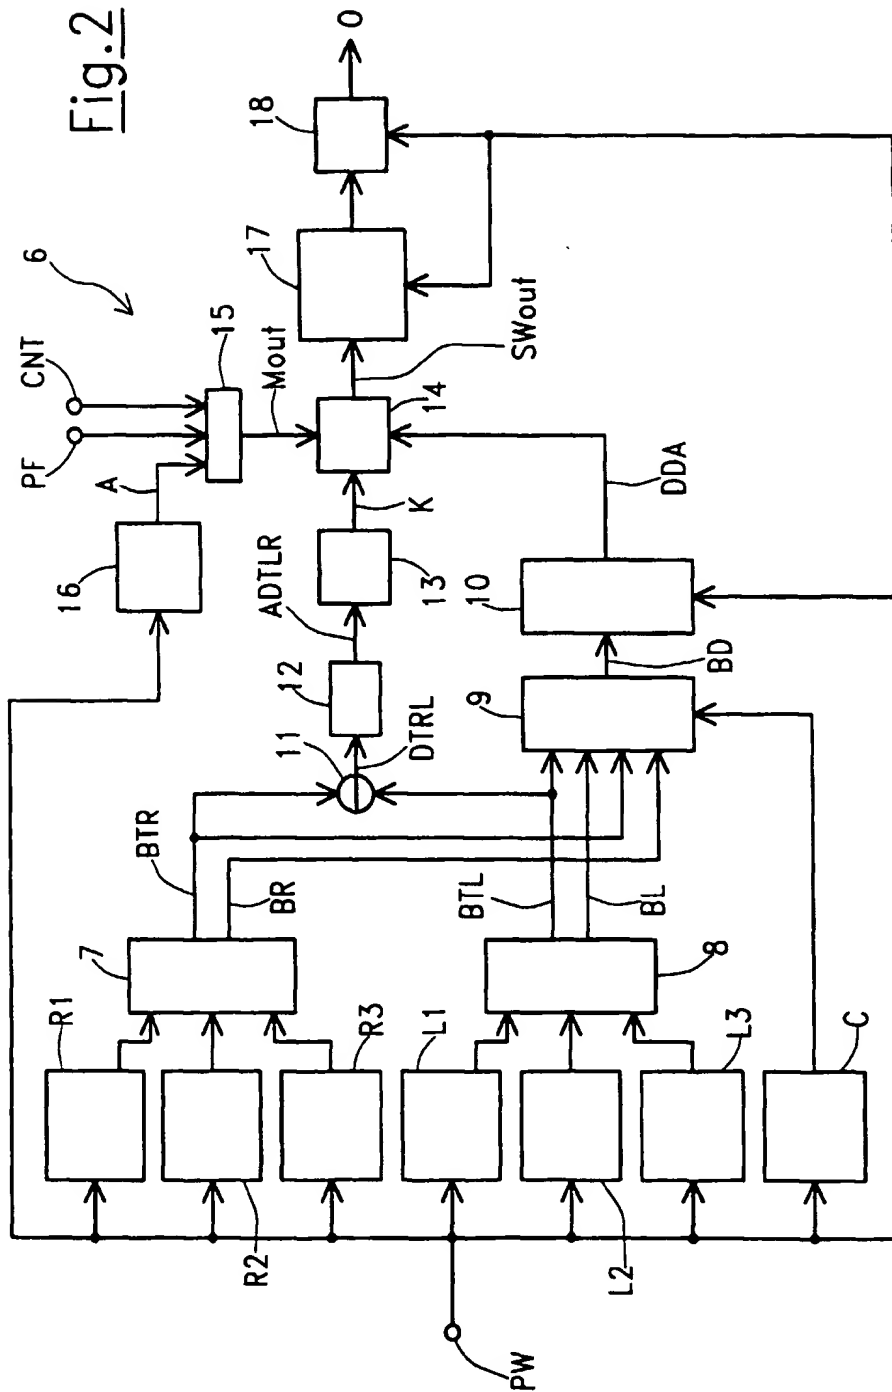 Fig.2
6
CNT
PF
A
16
15
Mout
18
O
17
SWout
14
K
13
ADTLR
12
DTRL
11
DDA
10
BD
9
BTR
BR
BTL
BL
7
8
R1
R2
R3
L1
L2
L3
C
PW